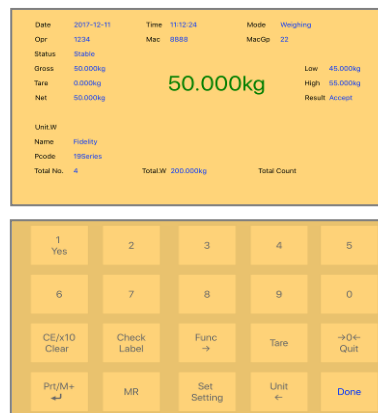 Date 2017-12-11 Time 11:12:24 Mode Weighing
Opr 1234 Mac 8888 MacGp 22
Status Stable
Gross 50.000kg Low 45.000kg
Tare 0.000kg 50.000kg High 55.000kg
Net 50.000kg Result Accept
Unit.W
Name Fidelity
Pcode 19Series
Total No. 4 Total.W 200.000kg Total Count
1 2 3 4 5
Yes
6 7 8 9 0
CE/x10 Check Func Tare →0←
Clear Label → Quit
Prt/M+ MR Set Unit Done
↵ Setting ←